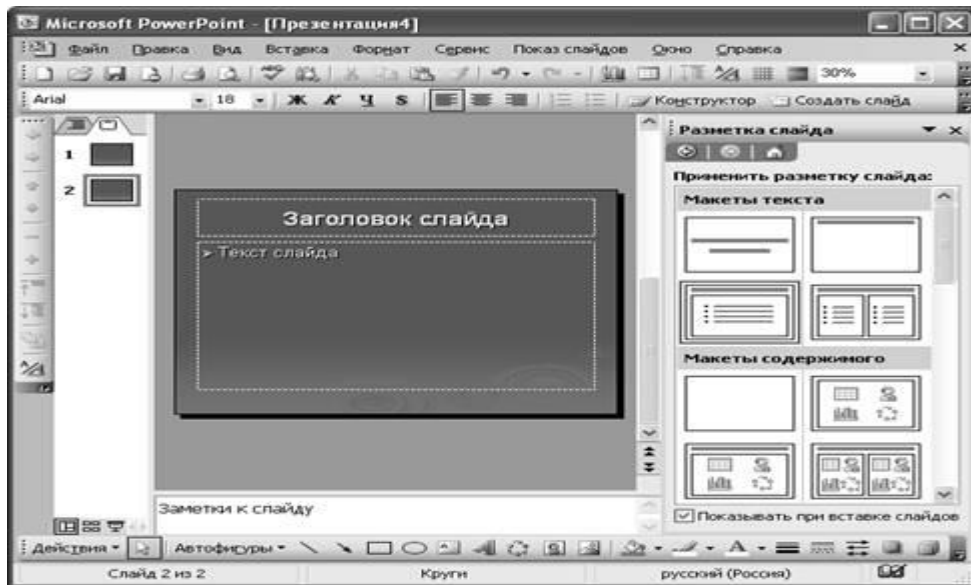 Microsoft PowerPoint - [Презентация4]
Файл Правка Вид Вставка Формат Сервис Показ слайдов Окно Справка
30%
Arial 18 Ж К Ч S Конструктор Создать слайд
Разметка слайда
Применить разметку слайда:
Макеты текста
1
2
Заголовок слайда
Текст слайда
Макеты содержимого
Заметки к слайду
Показывать при вставке слайдов
Действия Автофигуры А
Слайд 2 из 2 Круги русский (Россия)